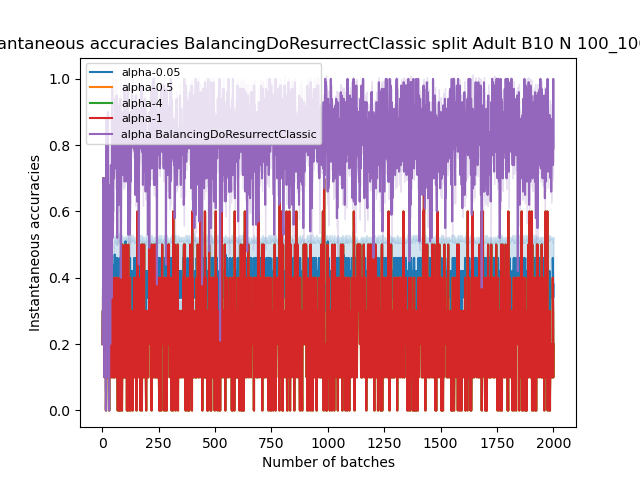 antaneous accuracies BalancingDoResurrectClassic split Adult B10 N 100_10
alpha-0.05
alpha-0.5
alpha-4
alpha-1
alpha BalancingDoResurrectClassic
1.0
0.8
0.6
0.4
0.2
0.0
Instantaneous accuracies
0 250 500 750 1000 1250 1500 1750 2000
Number of batches